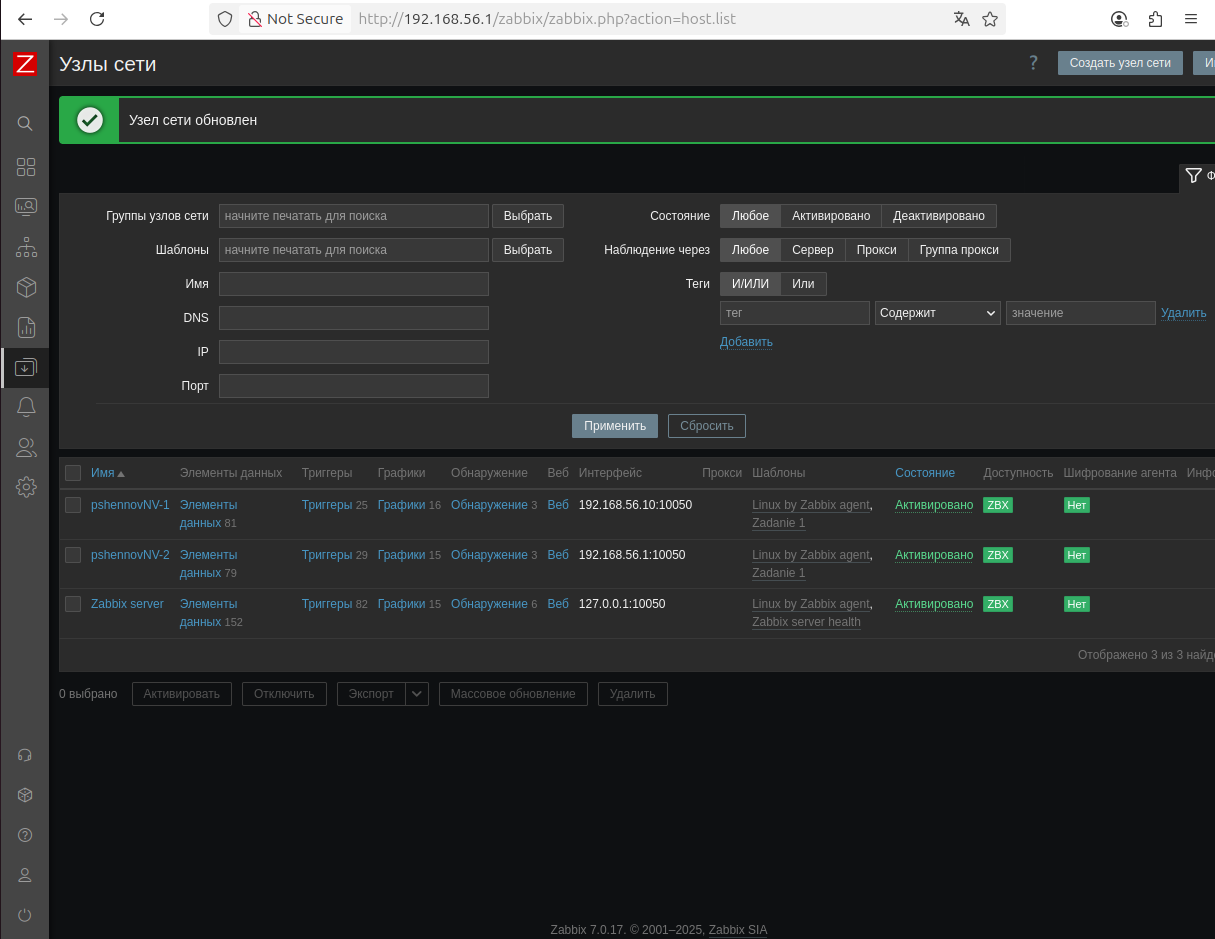 Not Secure http://192.168.56.1/zabbix/zabbix.php?action=host.list
Z
Узлы сети
?
Создать узел сети
Узел сети обновлен
Группы узлов сети начните печатать для поиска Выбрать
Состояние Любое Активировано Деактивировано
Шаблоны начните печатать для поиска Выбрать
Наблюдение через Любое Сервер Прокси Группа прокси
Имя
Теги И/ИЛИ Или
DNS
тег Содержит значение Удалить
Добавить
IP
Порт
Применить Сбросить
Имя Элементы данных Триггеры Графики Обнаружение Веб Интерфейс Прокси Шаблоны Состояние Доступность Шифрование агента Инфо
pshennovNV-1 Элементы данных 81 Триггеры 25 Графики 16 Обнаружение 3 Веб 192.168.56.10:10050 Linux by Zabbix agent, Zadanie 1 Активировано ZBX Нет
pshennovNV-2 Элементы данных 79 Триггеры 29 Графики 15 Обнаружение 3 Веб 192.168.56.1:10050 Linux by Zabbix agent, Zadanie 1 Активировано ZBX Нет
Zabbix server Элементы данных 152 Триггеры 82 Графики 15 Обнаружение 6 Веб 127.0.0.1:10050 Linux by Zabbix agent, Zabbix server health Активировано ZBX Нет
Отображено 3 из 3 найде
0 выбрано Активировать Отключить Экспорт Массовое обновление Удалить
Zabbix 7.0.17. © 2001–2025, Zabbix SIA